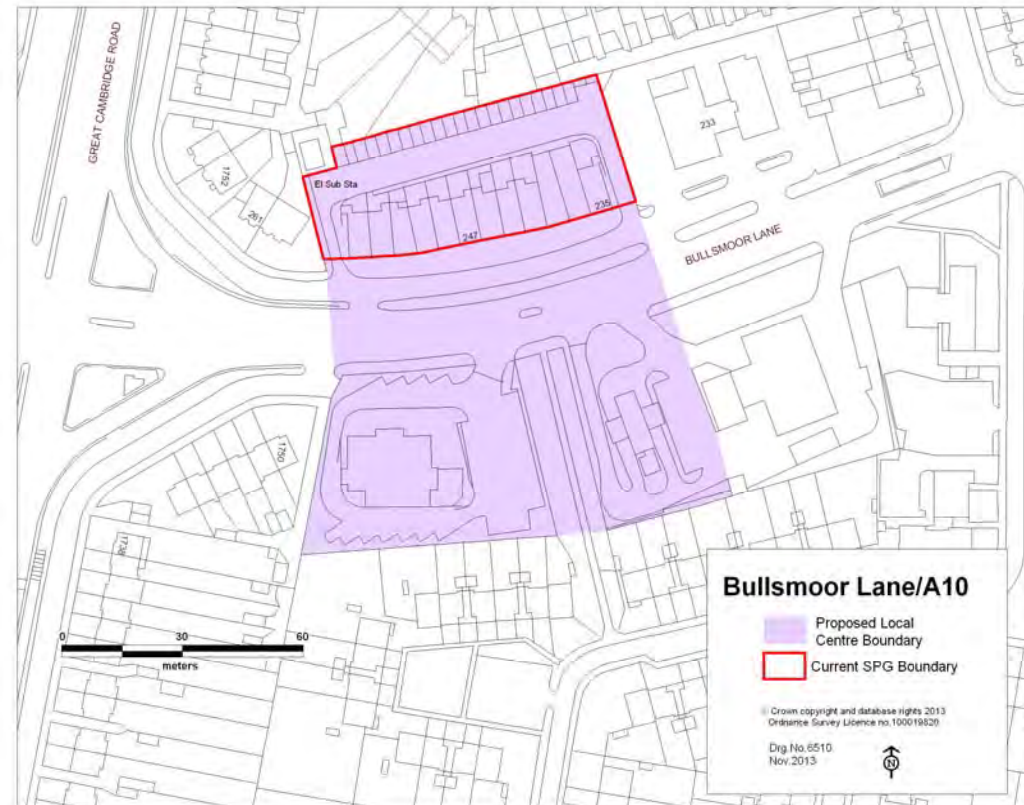 GREAT CAMBRIDGE ROAD
233
1752
El Sub Sta
261
235
247
BULLSMOOR LANE
1750
1738
0 30 60
meters
Bullsmoor Lane/A10
Proposed Local
Centre Boundary
Current SPG Boundary
© Crown copyright and database rights 2013
Ordnance Survey Licence no.100019820
Drg.No.6510
Nov.2013
N